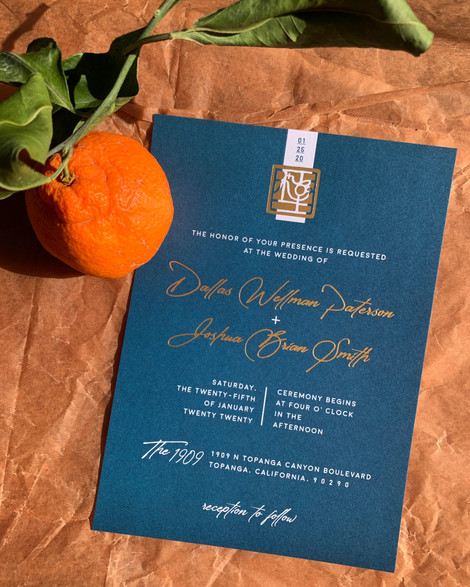 01
25
20
THE HONOR OF YOUR PRESENCE IS REQUESTED
AT THE WEDDING OF
Dallas Wellman Paterson
+
Joshua Brian Smith
SATURDAY,
THE TWENTY-FIFTH
OF JANUARY
TWENTY TWENTY
CEREMONY BEGINS
AT FOUR O' CLOCK
IN THE
AFTERNOON
The 1909
1909 N TOPANGA CANYON BOULEVARD
TOPANGA, CALIFORNIA. 90290
reception to follow